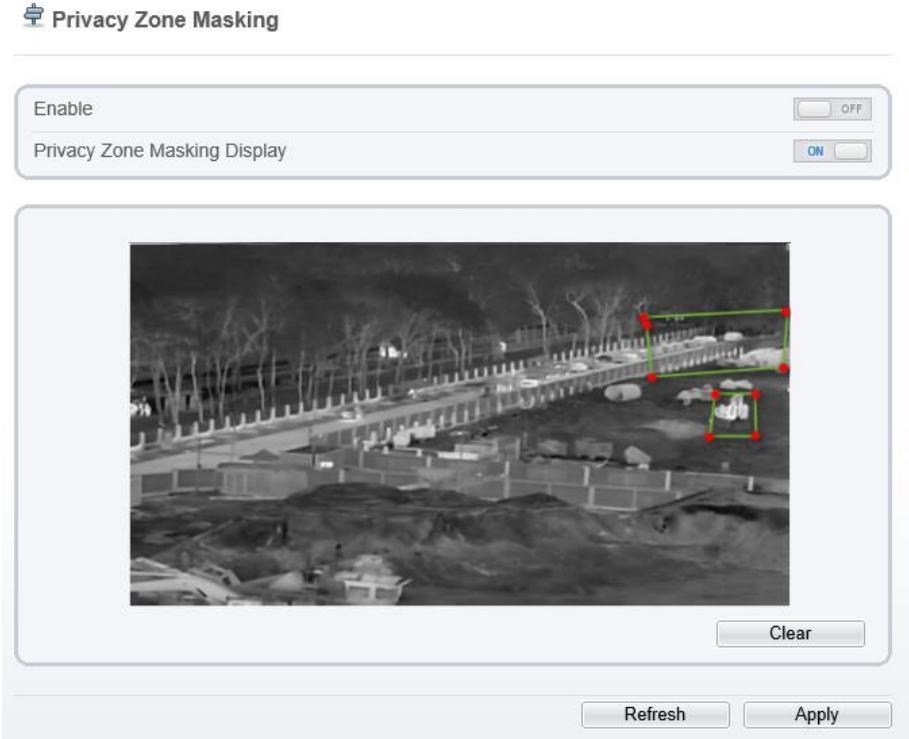 Privacy Zone Masking
Enable OFF
Privacy Zone Masking Display ON
Clear
Refresh Apply